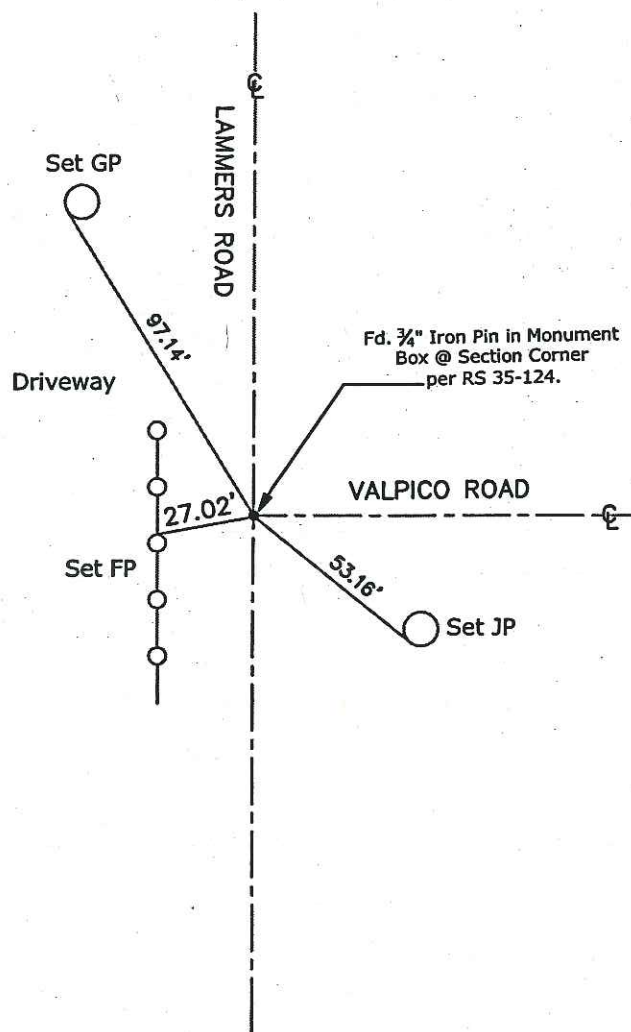 ℄
LAMMERS ROAD
Set GP
97.14'
Fd. ¾" Iron Pin in Monument
Box @ Section Corner
per RS 35-124.
Driveway
27.02'
VALPICO ROAD
℄
Set FP
53.16'
Set JP